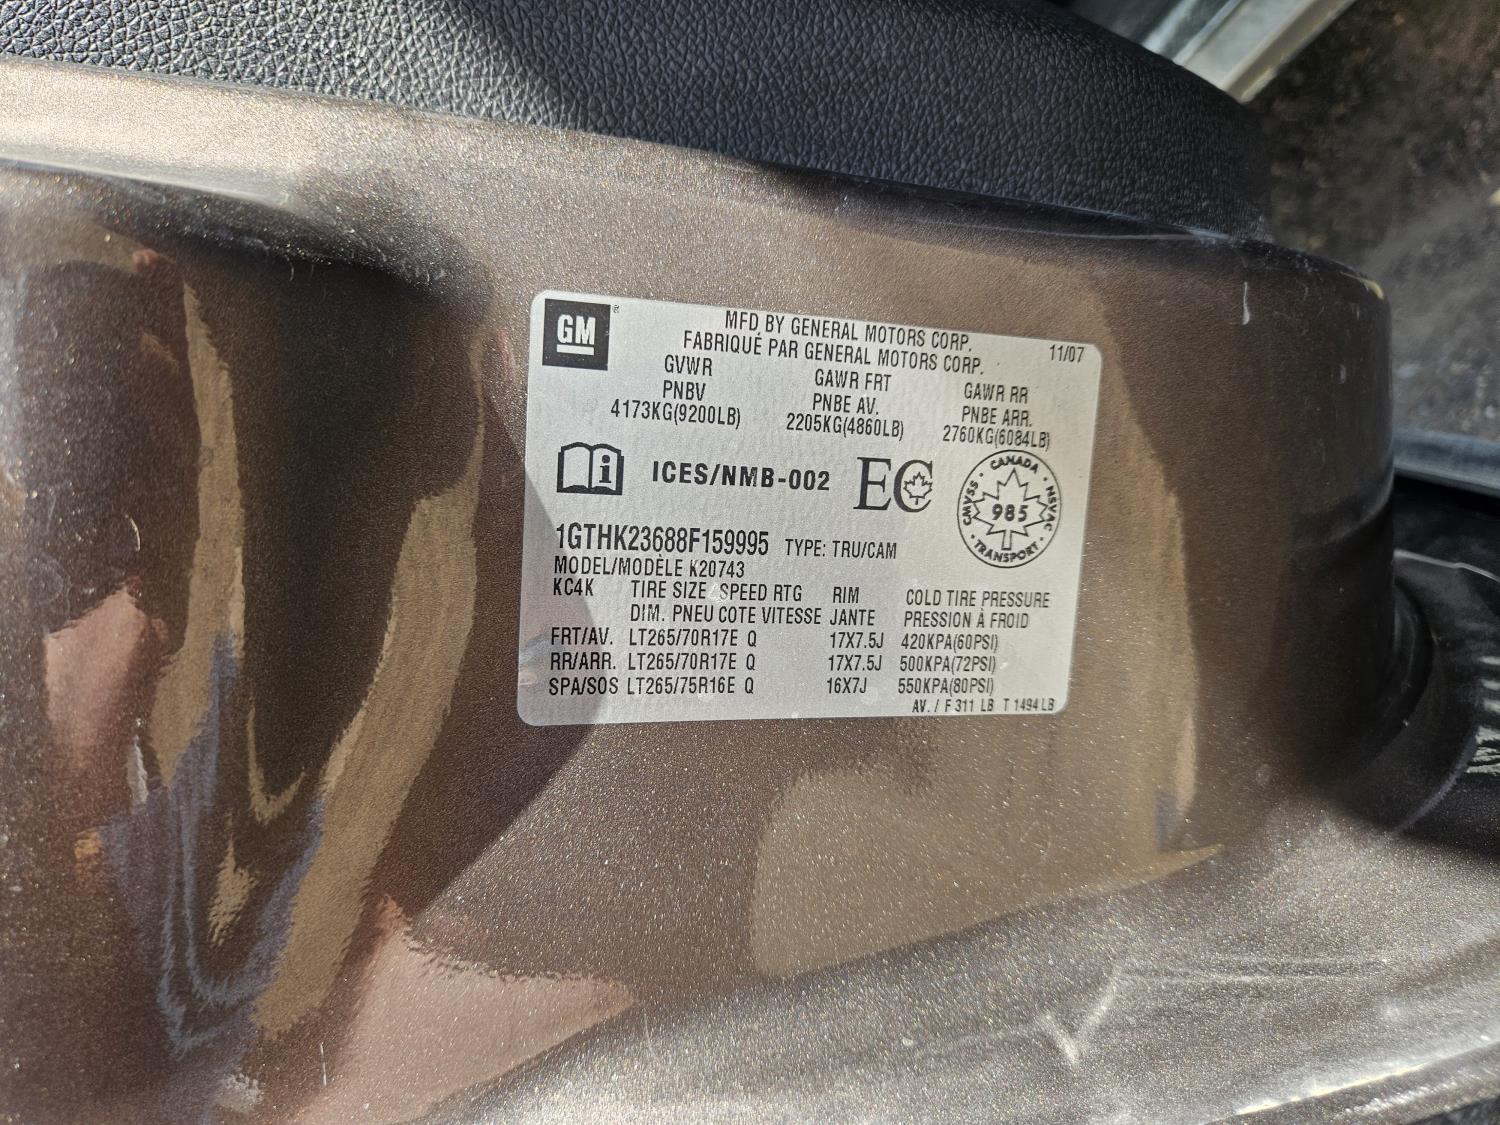 GM ®
MFD BY GENERAL MOTORS CORP.
FABRIQUÉ PAR GENERAL MOTORS CORP.
11/07
GVWR GAWR FRT GAWR RR
PNBV PNBE AV. PNBE ARR.
4173KG(9200LB) 2205KG(4860LB) 2760KG(6084LB)
i ICES/NMB-002 EC
CANADA
CMVSS • NSVAC
985
TRANSPORT
1GTHK23688F159995 TYPE: TRU/CAM
MODEL/MODÈLE K20743
KC4K TIRE SIZE SPEED RTG RIM COLD TIRE PRESSURE
DIM. PNEU COTE VITESSE JANTE PRESSION À FROID
FRT/AV. LT265/70R17E Q 17X7.5J 420KPA(60PSI)
RR/ARR. LT265/70R17E Q 17X7.5J 500KPA(72PSI)
SPA/SOS LT265/75R16E Q 16X7J 550KPA(80PSI)
AV. / F 311 LB T 1494 LB